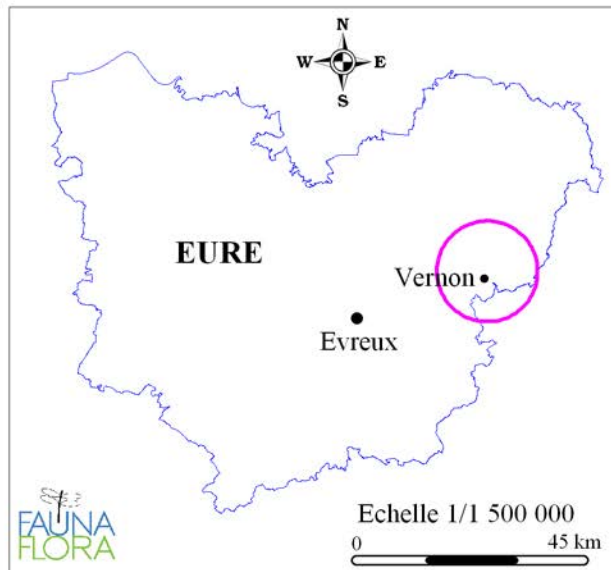 N
W E
S
EURE
Vernon
Evreux
Echelle 1/1 500 000
0 45 km
FAUNA
FLORA